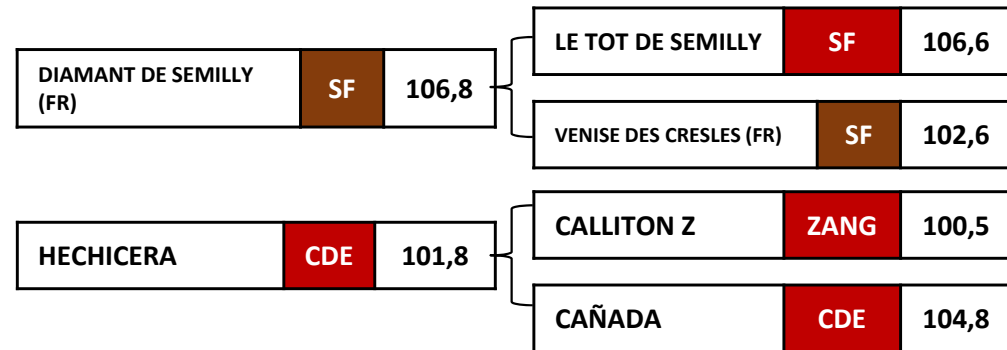 LE TOT DE SEMILLY SF 106,6
DIAMANT DE SEMILLY
(FR) SF 106,8
VENISE DES CRESLES (FR) SF 102,6
CALLITON Z ZANG 100,5
HECHICERA CDE 101,8
CAÑADA CDE 104,8